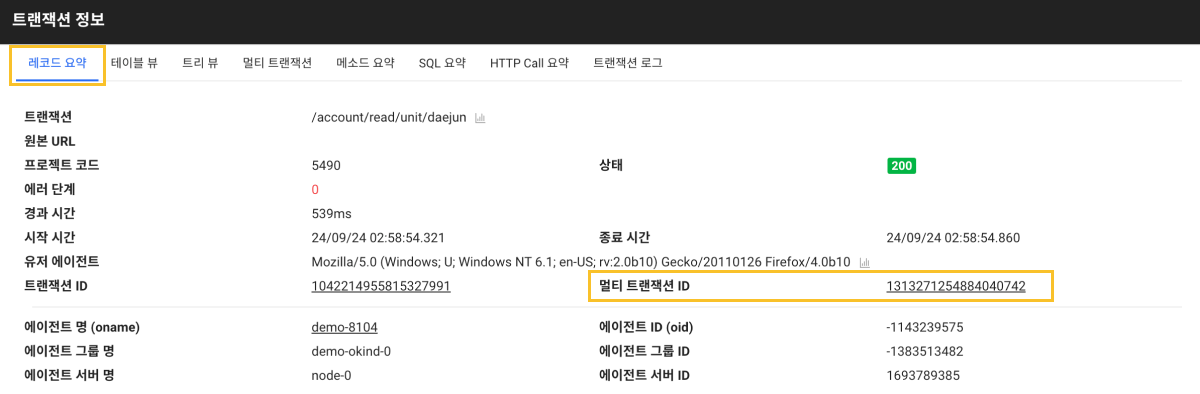 트랜잭션 정보
레코드 요약 테이블 뷰 트리 뷰 멀티 트랜잭션 메소드 요약 SQL 요약 HTTP Call 요약 트랜잭션 로그
트랜잭션 /account/read/unit/daejun
원본 URL
프로젝트 코드 5490 상태 200
에러 단계 0
경과 시간 539ms
시작 시간 24/09/24 02:58:54.321 종료 시간 24/09/24 02:58:54.860
유저 에이전트 Mozilla/5.0 (Windows; U; Windows NT 6.1; en-US; rv:2.0b10) Gecko/20110126 Firefox/4.0b10
트랜잭션 ID 1042214955815327991 멀티 트랜잭션 ID 1313271254884040742
에이전트 명 (oname) demo-8104 에이전트 ID (oid) -1143239575
에이전트 그룹 명 demo-okind-0 에이전트 그룹 ID -1383513482
에이전트 서버 명 node-0 에이전트 서버 ID 1693789385